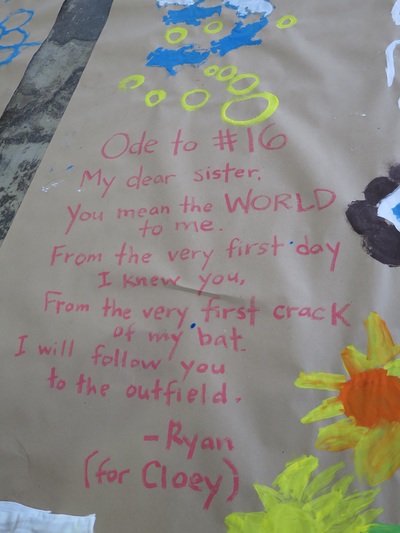 Ode to #16
My dear sister,
You mean the WORLD
to me.
From the very first day
I knew you,
From the very first crack
of my bat.
I will follow you
to the outfield.
- Ryan
(for Cloey)